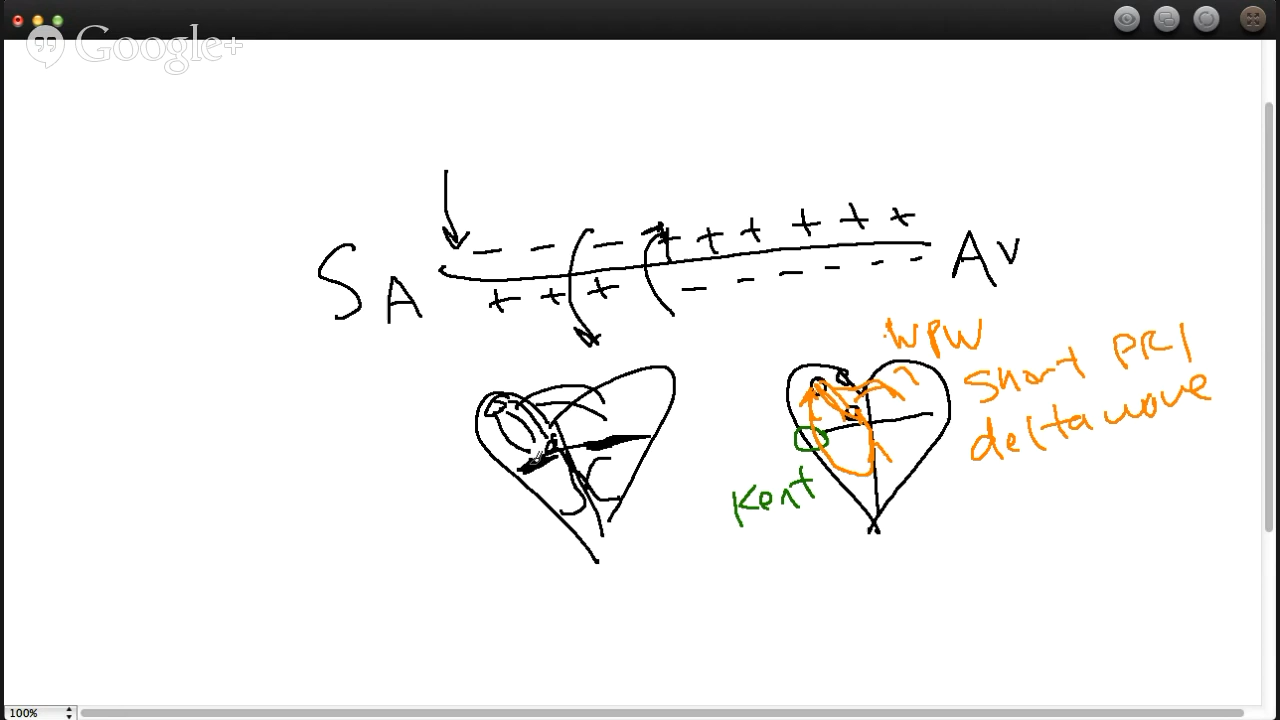 Google+
- - - + + + + + +
SA AV
+ + + - - - - - -
WPW
Short PRI
delta wave
Kent
100%